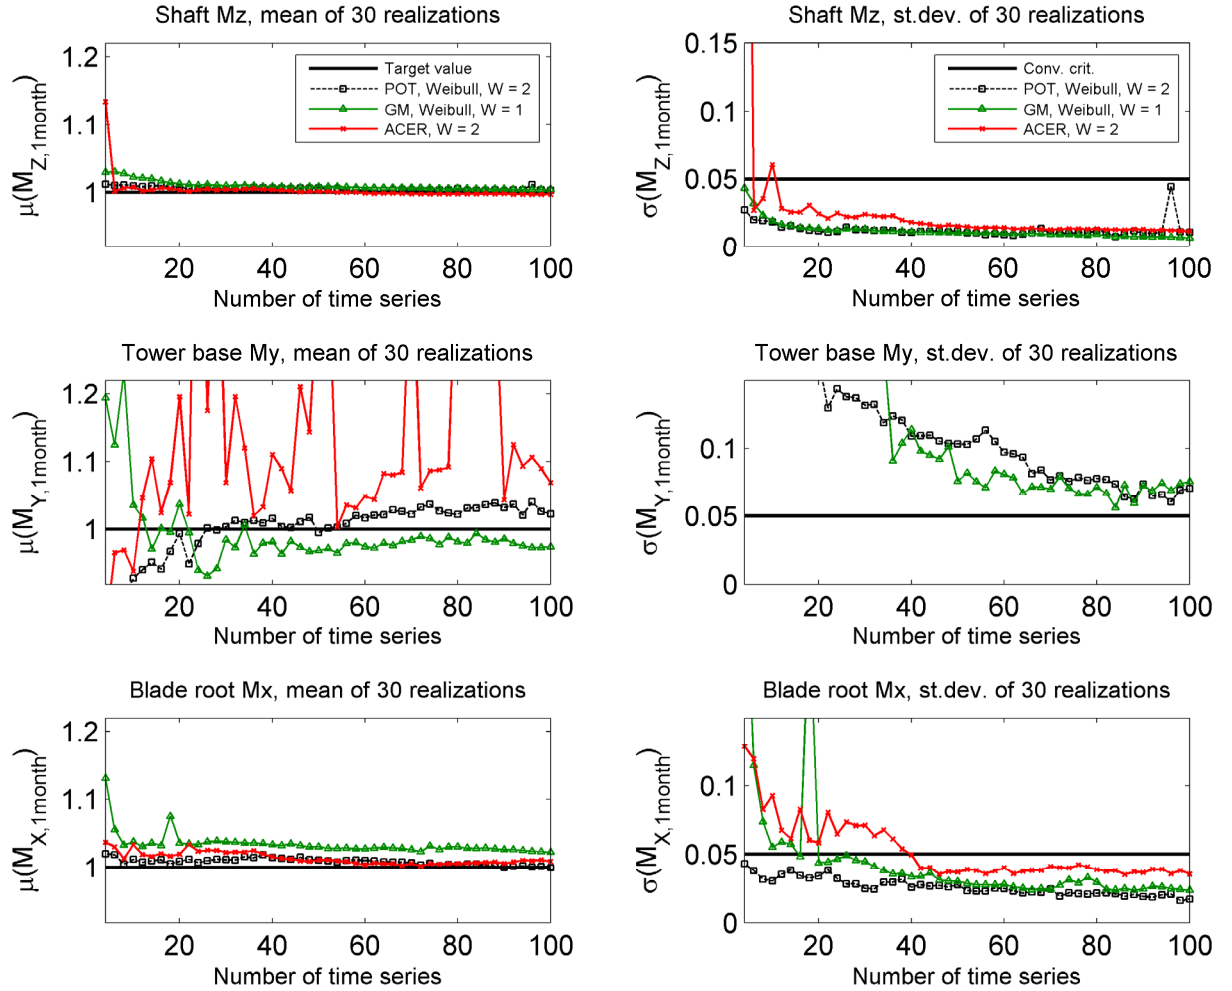 Shaft Mz, mean of 30 realizations
1.2
1.1
1
μ(M_Z,1month)
Target value
POT, Weibull, W = 2
GM, Weibull, W = 1
ACER, W = 2
20 40 60 80 100
Number of time series
Shaft Mz, st.dev. of 30 realizations
0.15
0.1
0.05
0
σ(M_Z,1month)
Conv. crit.
POT, Weibull, W = 2
GM, Weibull, W = 1
ACER, W = 2
20 40 60 80 100
Number of time series
Tower base My, mean of 30 realizations
1.2
1.1
1
μ(M_Y,1month)
20 40 60 80 100
Number of time series
Tower base My, st.dev. of 30 realizations
0.1
0.05
0
σ(M_Y,1month)
20 40 60 80 100
Number of time series
Blade root Mx, mean of 30 realizations
1.2
1.1
1
μ(M_X,1month)
20 40 60 80 100
Number of time series
Blade root Mx, st.dev. of 30 realizations
0.1
0.05
0
σ(M_X,1month)
20 40 60 80 100
Number of time series